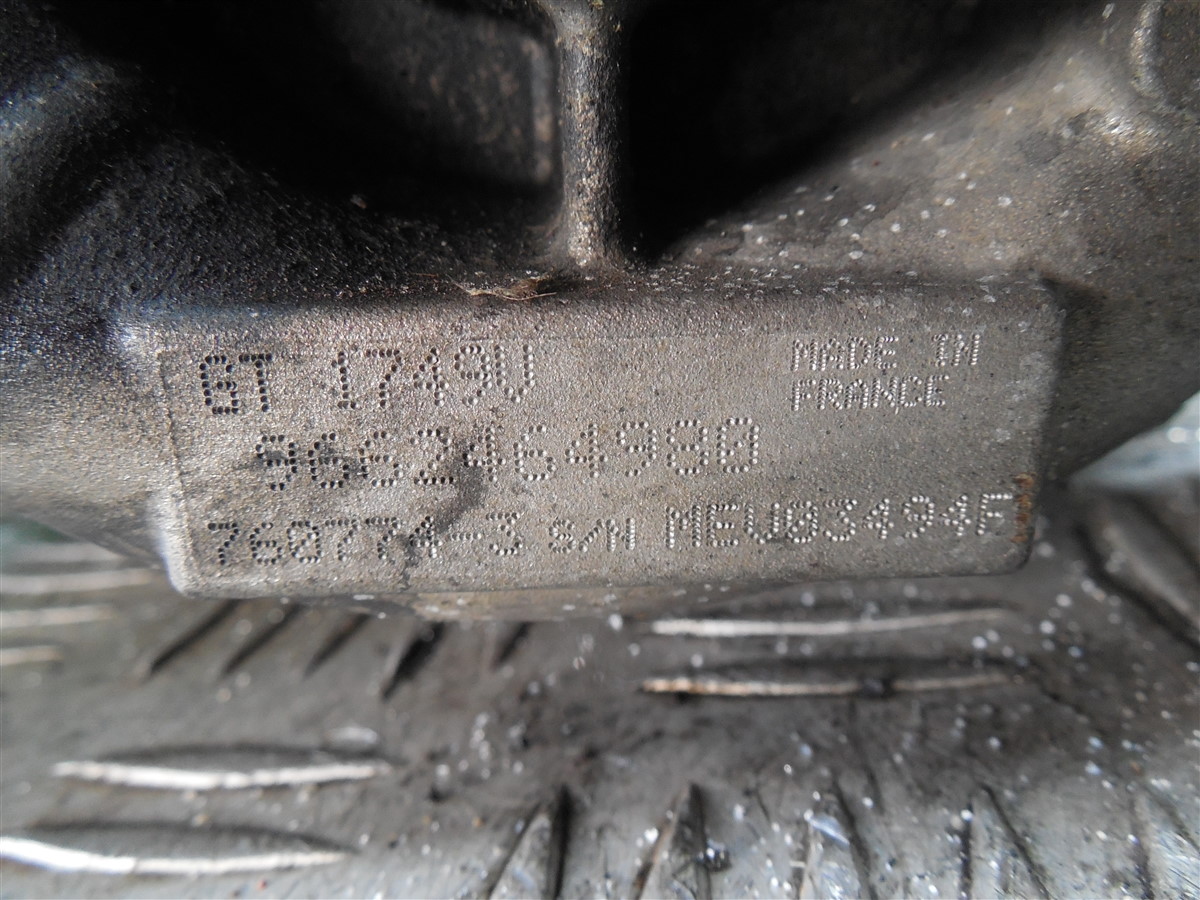 GT 1749V
MADE IN
FRANCE
9662464980
760774-3 S/N MEV03494F